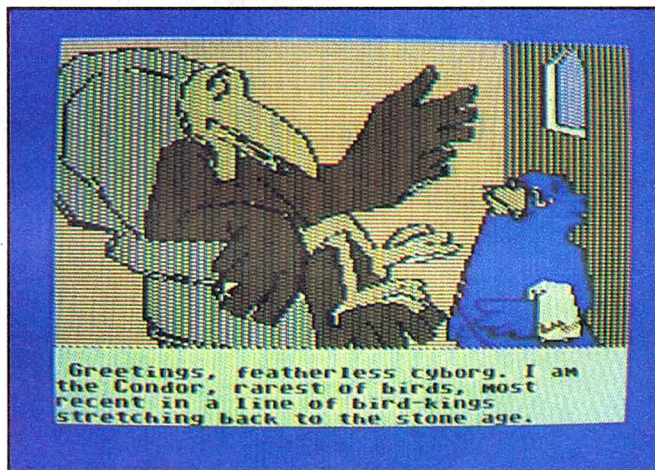 Greetings, featherless cyborg. I am
the Condor, rarest of birds, most
recent in a line of bird-kings
stretching back to the stone age.